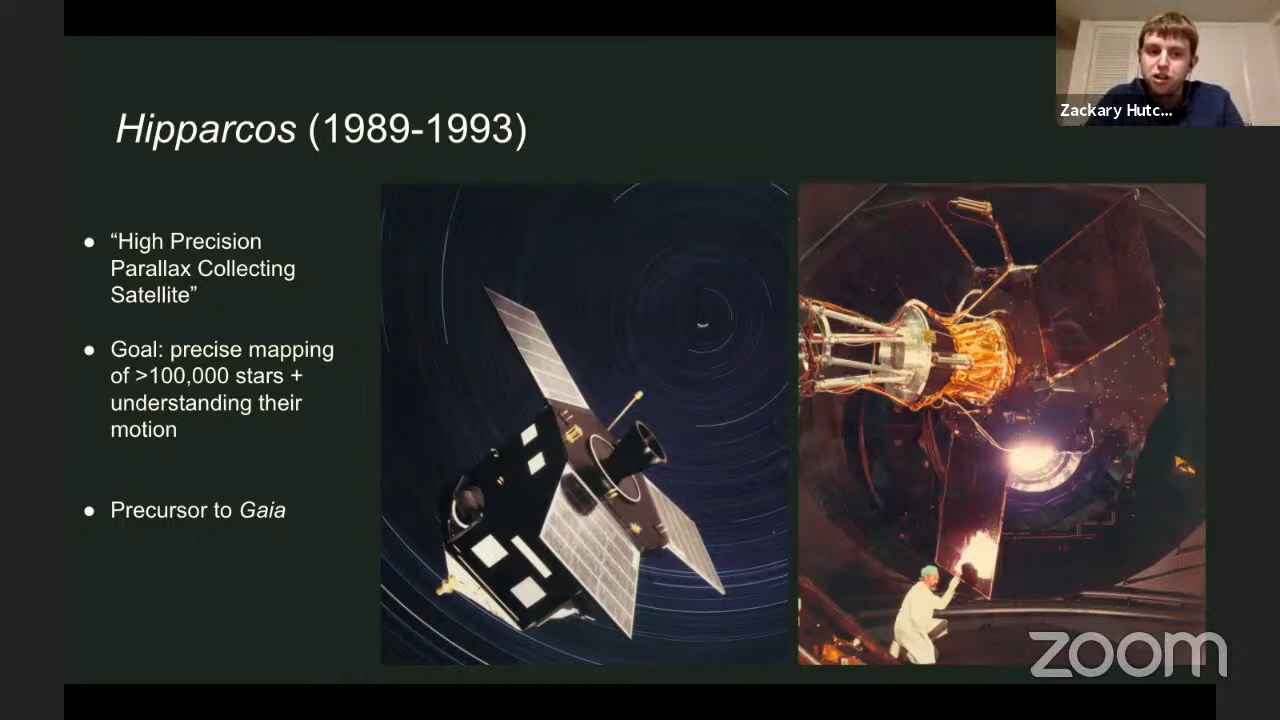 Zackary Hutc...
Hipparcos (1989-1993)
● “High Precision
Parallax Collecting
Satellite”
● Goal: precise mapping
of >100,000 stars +
understanding their
motion
● Precursor to Gaia
zoom